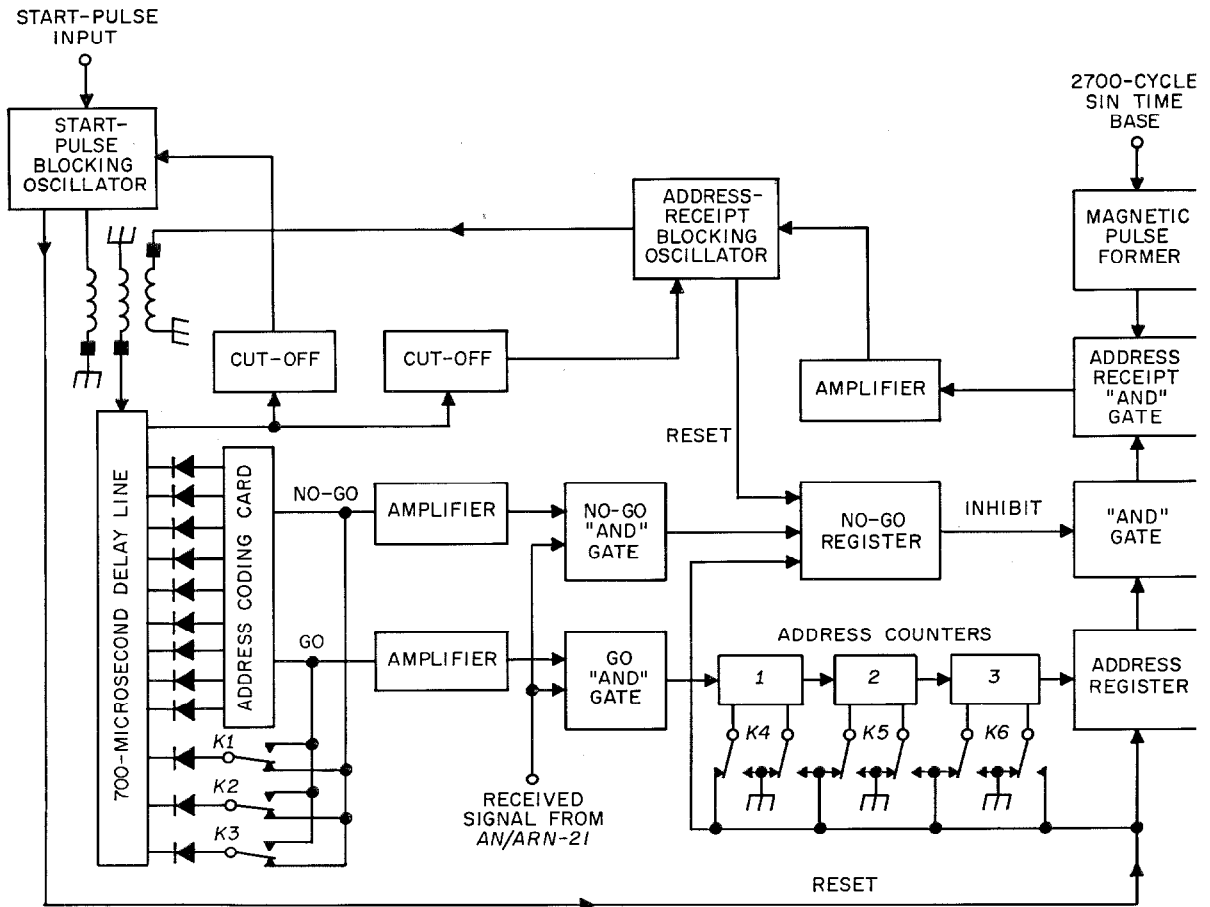 START-PULSE
INPUT
2700-CYCLE
SIN TIME
BASE
START-
PULSE
BLOCKING
OSCILLATOR
ADDRESS-
RECEIPT
BLOCKING
OSCILLATOR
MAGNETIC
PULSE
FORMER
CUT-OFF
CUT-OFF
AMPLIFIER
ADDRESS
RECEIPT
"AND"
GATE
RESET
700-MICROSECOND DELAY LINE
ADDRESS CODING CARD
NO-GO
AMPLIFIER
NO-GO
"AND"
GATE
NO-GO
REGISTER
INHIBIT
"AND"
GATE
GO
AMPLIFIER
GO
"AND"
GATE
ADDRESS COUNTERS
1
2
3
ADDRESS
REGISTER
K1
K2
K3
K4
K5
K6
RECEIVED
SIGNAL FROM
AN/ARN-21
RESET